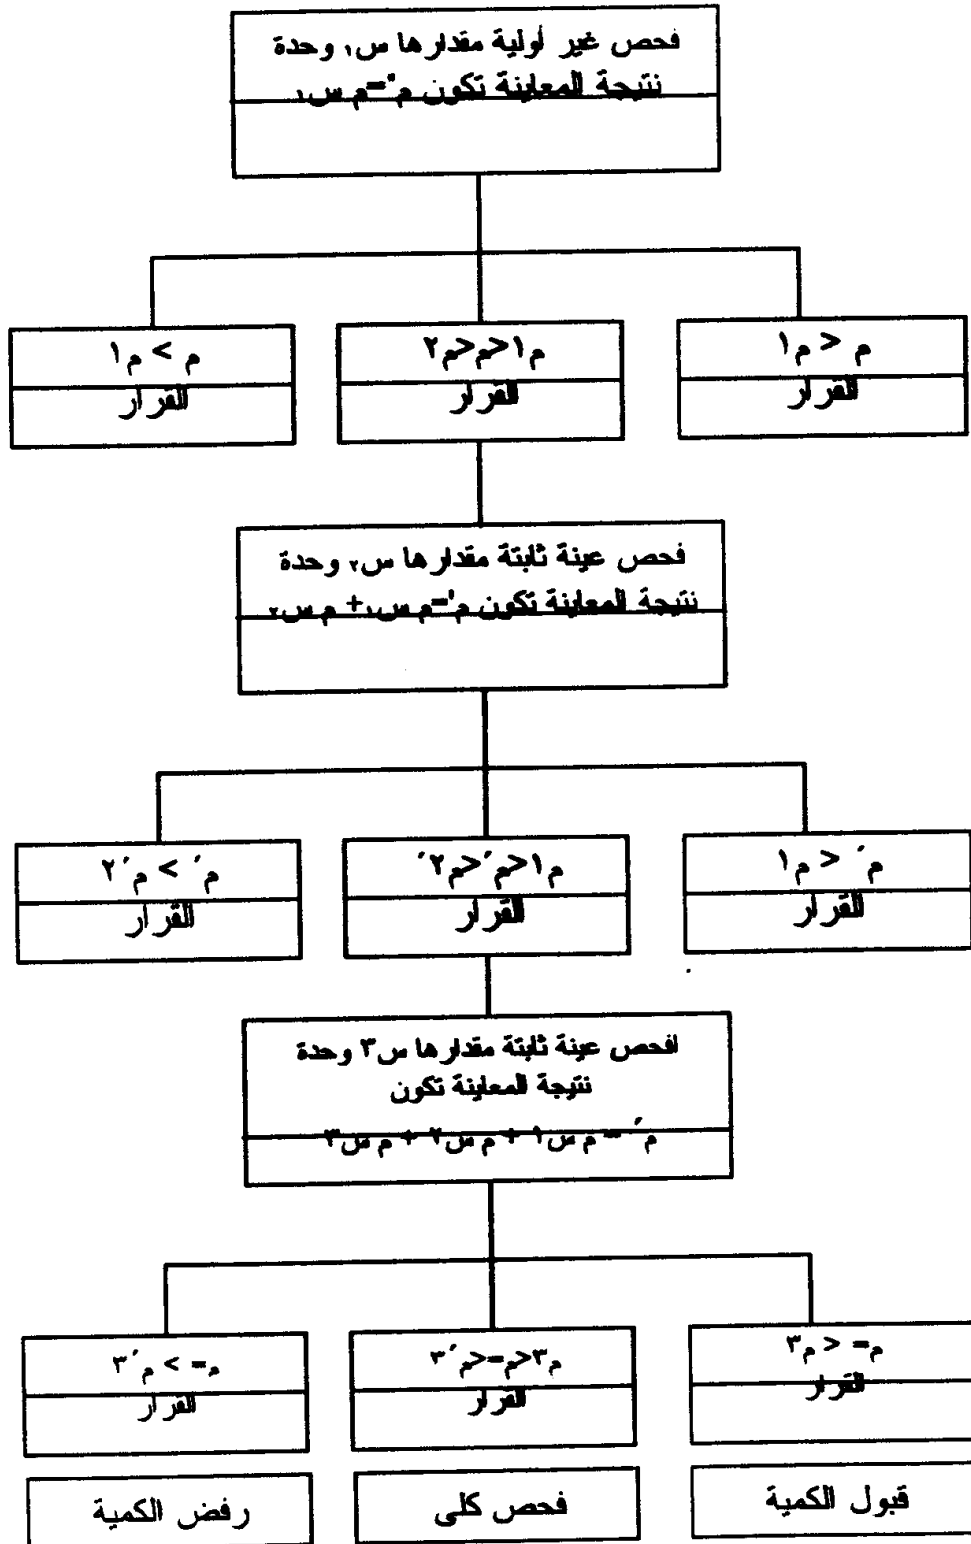 فحص غير أولية مقدارها س١ وحدة
نتيجة المعاينة تكون م َ=م س١
م > م١
القرار
م١<م<م٢
القرار
م < م١
القرار
فحص عينة ثابتة مقدارها س٢ وحدة
نتيجة المعاينة تكون م َ=م س١+ م س٢
م َ > م١
القرار
م١<م َ<م٢ َ
القرار
م َ < م َ٢
القرار
افحص عينة ثابتة مقدارها س٣ وحدة
نتيجة المعاينة تكون
م َ = م س١ + م س٢ + م س٣
م= > م٣
القرار
م٣<م=<م َ٣
القرار
م= < م َ٣
القرار
قبول الكمية
فحص كلى
رفض الكمية